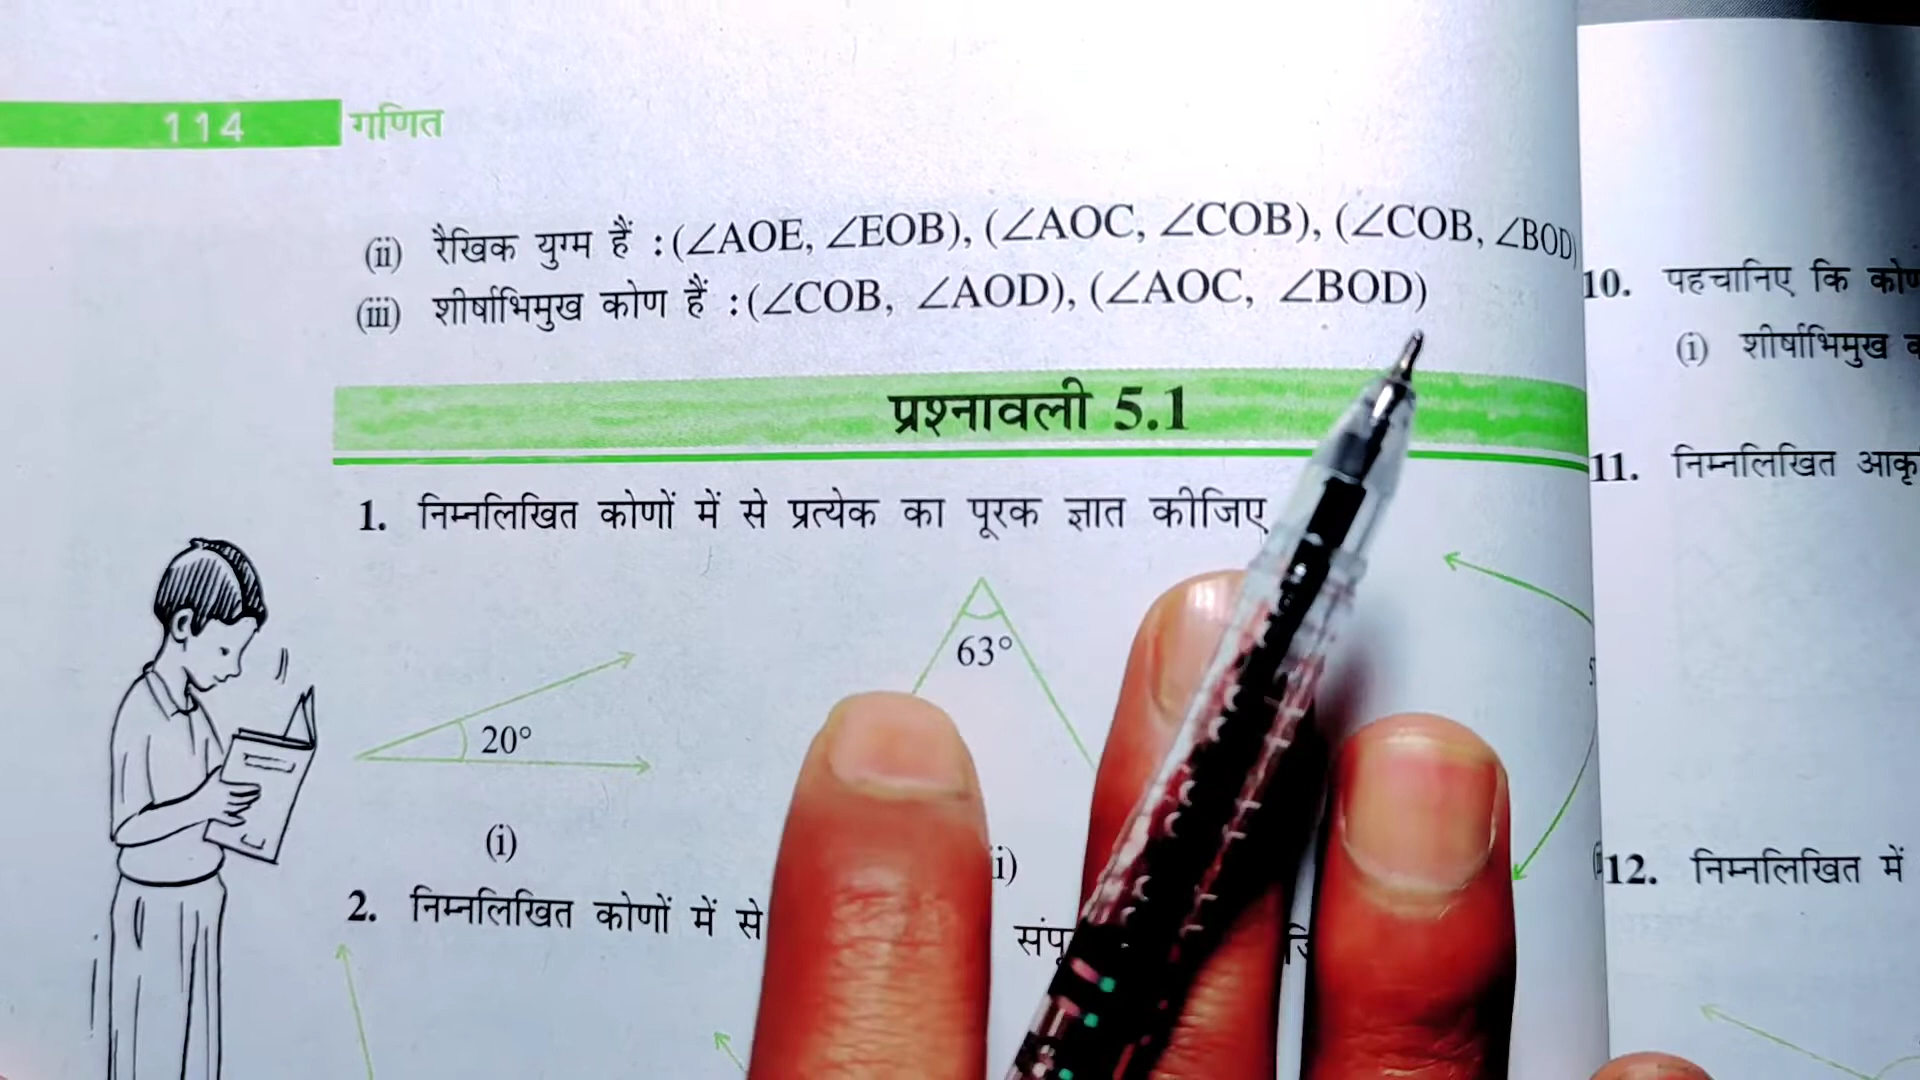 114 गणित
(ii) रैखिक युग्म हैं : (∠AOE, ∠EOB), (∠AOC, ∠COB), (∠COB, ∠BOD)
(iii) शीर्षाभिमुख कोण हैं : (∠COB, ∠AOD), (∠AOC, ∠BOD)
प्रश्नावली 5.1
1. निम्नलिखित कोणों में से प्रत्येक का पूरक ज्ञात कीजिए
63°
20°
(i)
2. निम्नलिखित कोणों में से
10. पहचानिए कि
(i) शीर्षाभिमुख
11. निम्नलिखित
12. निम्नलिखित में